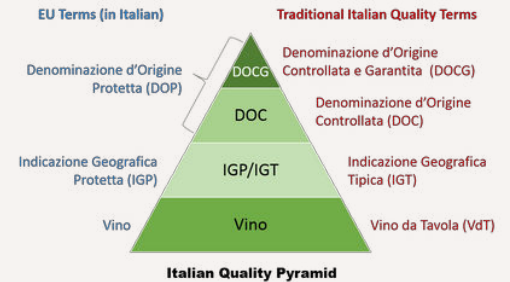 EU Terms (in Italian)
Traditional Italian Quality Terms
Denominazione d'Origine
Protetta (DOP)
DOCG
Denominazione d'Origine
Controllata e Garantita (DOCG)
DOC
Denominazione d'Origine
Controllata (DOC)
Indicazione Geografica
Protetta (IGP)
IGP/IGT
Indicazione Geografica
Tipica (IGT)
Vino
Vino
Vino da Tavola (VdT)
Italian Quality Pyramid